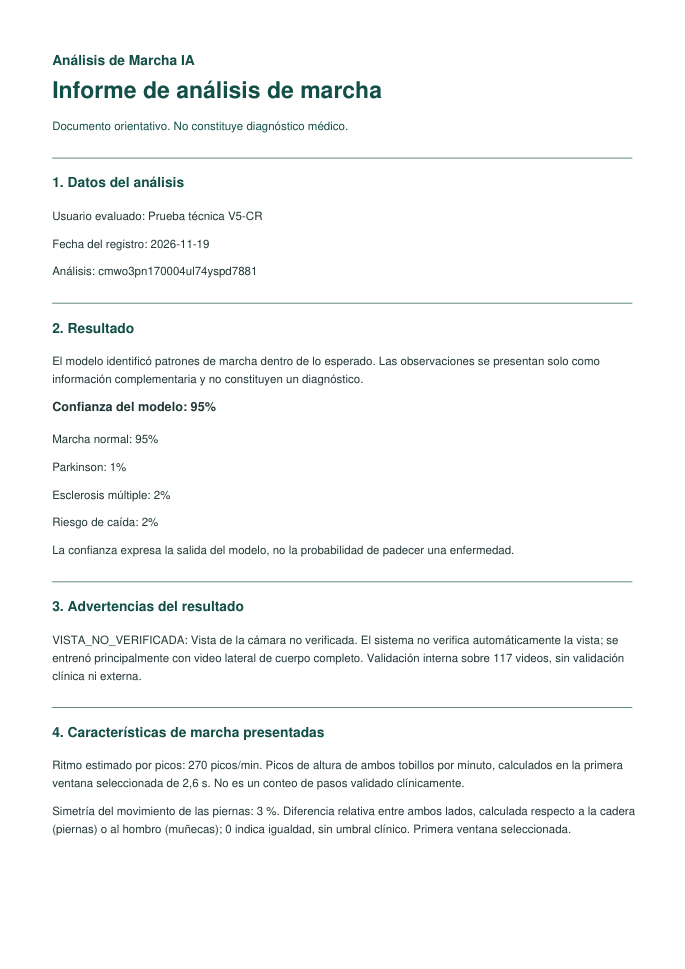 Análisis de Marcha IA
Informe de análisis de marcha
Documento orientativo. No constituye diagnóstico médico.
1. Datos del análisis
Usuario evaluado: Prueba técnica V5-CR
Fecha del registro: 2026-11-19
Análisis: cmwo3pn170004ul74yspd7881
2. Resultado
El modelo identificó patrones de marcha dentro de lo esperado. Las observaciones se presentan solo como
información complementaria y no constituyen un diagnóstico.
Confianza del modelo: 95%
Marcha normal: 95%
Parkinson: 1%
Esclerosis múltiple: 2%
Riesgo de caída: 2%
La confianza expresa la salida del modelo, no la probabilidad de padecer una enfermedad.
3. Advertencias del resultado
VISTA_NO_VERIFICADA: Vista de la cámara no verificada. El sistema no verifica automáticamente la vista; se
entrenó principalmente con video lateral de cuerpo completo. Validación interna sobre 117 videos, sin validación
clínica ni externa.
4. Características de marcha presentadas
Ritmo estimado por picos: 270 picos/min. Picos de altura de ambos tobillos por minuto, calculados en la primera
ventana seleccionada de 2,6 s. No es un conteo de pasos validado clínicamente.
Simetría del movimiento de las piernas: 3 %. Diferencia relativa entre ambos lados, calculada respecto a la cadera
(piernas) o al hombro (muñecas); 0 indica igualdad, sin umbral clínico. Primera ventana seleccionada.